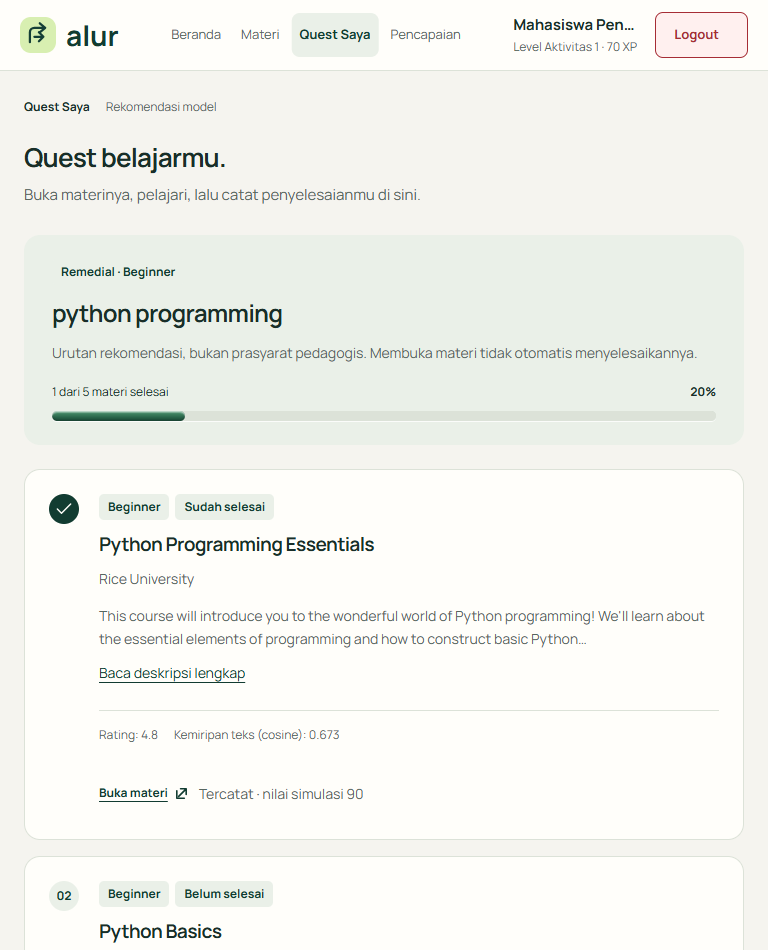 alur
Beranda Materi Quest Saya Pencapaian
Mahasiswa Pen...
Level Aktivitas 1 · 70 XP
Logout
Quest Saya Rekomendasi model
Quest belajarmu.
Buka materinya, pelajari, lalu catat penyelesaianmu di sini.
Remedial · Beginner
python programming
Urutan rekomendasi, bukan prasyarat pedagogis. Membuka materi tidak otomatis menyelesaikannya.
1 dari 5 materi selesai 20%
Beginner Sudah selesai
Python Programming Essentials
Rice University
This course will introduce you to the wonderful world of Python programming! We'll learn about
the essential elements of programming and how to construct basic Python...
Baca deskripsi lengkap
Rating: 4.8 Kemiripan teks (cosine): 0.673
Buka materi Tercatat · nilai simulasi 90
02 Beginner Belum selesai
Python Basics